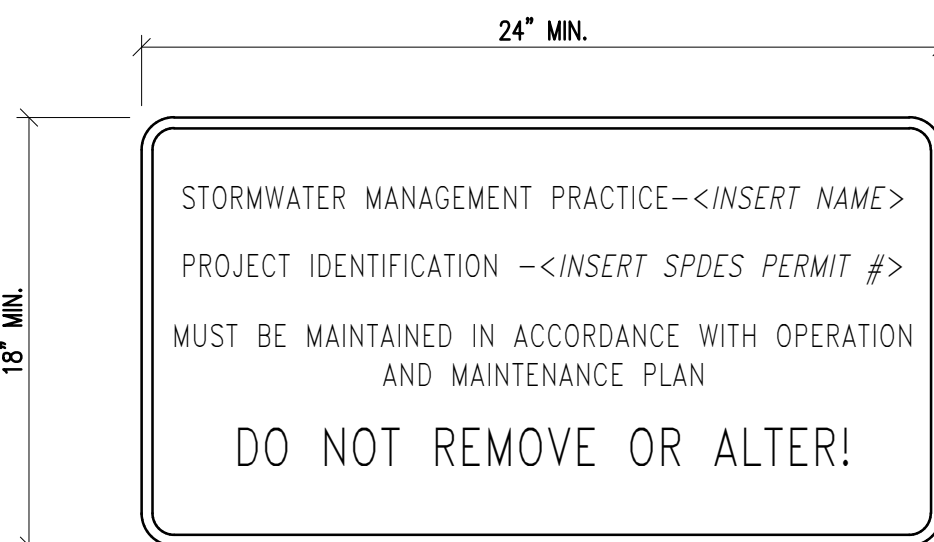 24" MIN.
18" MIN.
STORMWATER MANAGEMENT PRACTICE-<INSERT NAME>
PROJECT IDENTIFICATION -<INSERT SPDES PERMIT #>
MUST BE MAINTAINED IN ACCORDANCE WITH OPERATION
AND MAINTENANCE PLAN
DO NOT REMOVE OR ALTER!